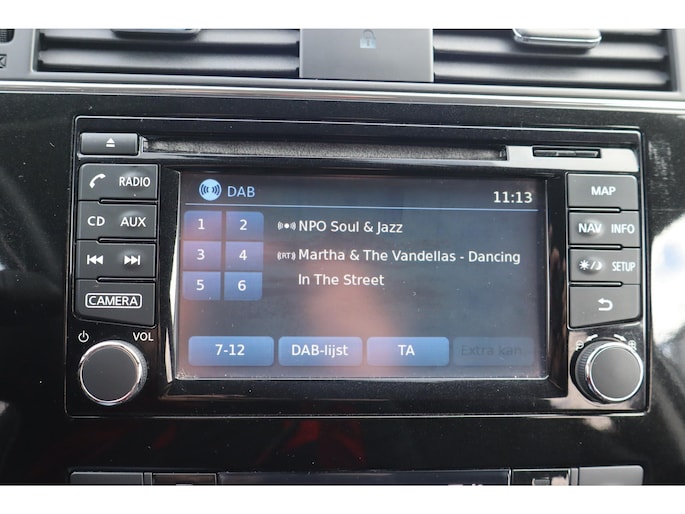 DAB
11:13
1 2
NPO Soul & Jazz
3 4
Martha & The Vandellas - Dancing
In The Street
5 6
7-12
DAB-lijst
TA
Extra kan.
RADIO
CD AUX
CAMERA
VOL
MAP
NAV INFO
SETUP